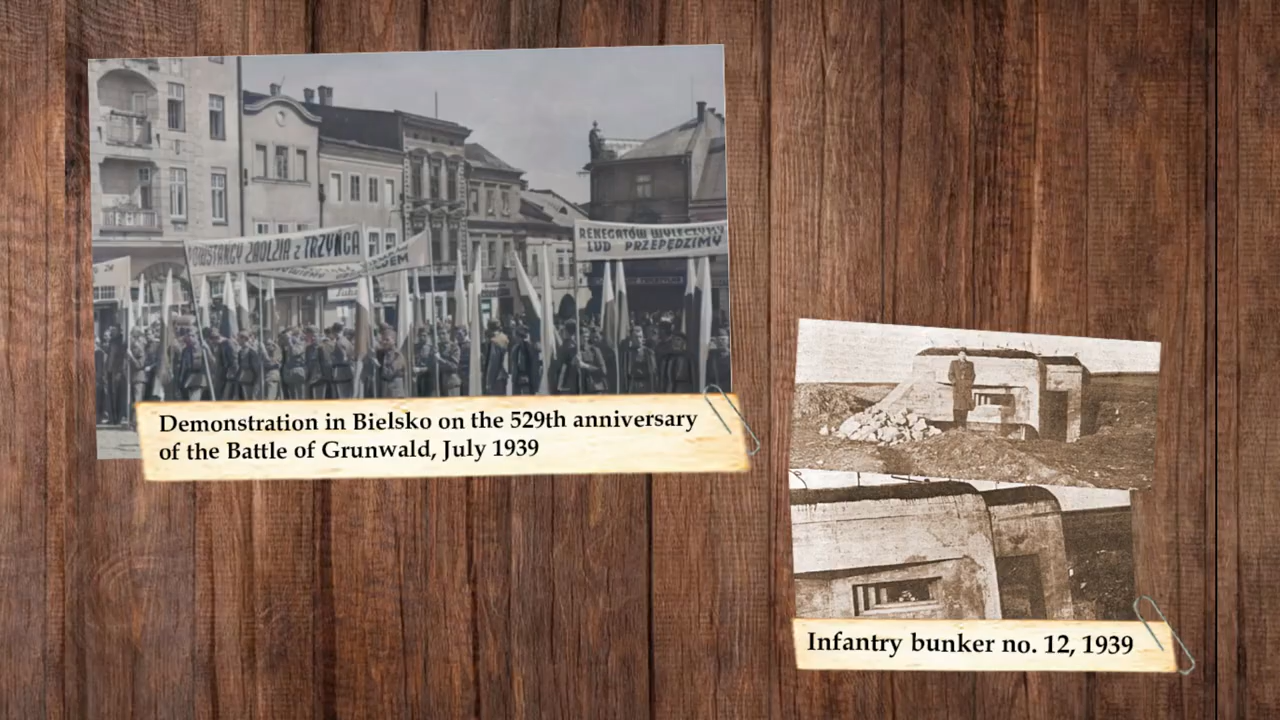 POWSTAŃCY ZAOLZIA z TRZYŃCA
RENEGATÓW WYLECZYMY
LUD PRZEPĘDZIMY
Demonstration in Bielsko on the 529th anniversary
of the Battle of Grunwald, July 1939
Infantry bunker no. 12, 1939